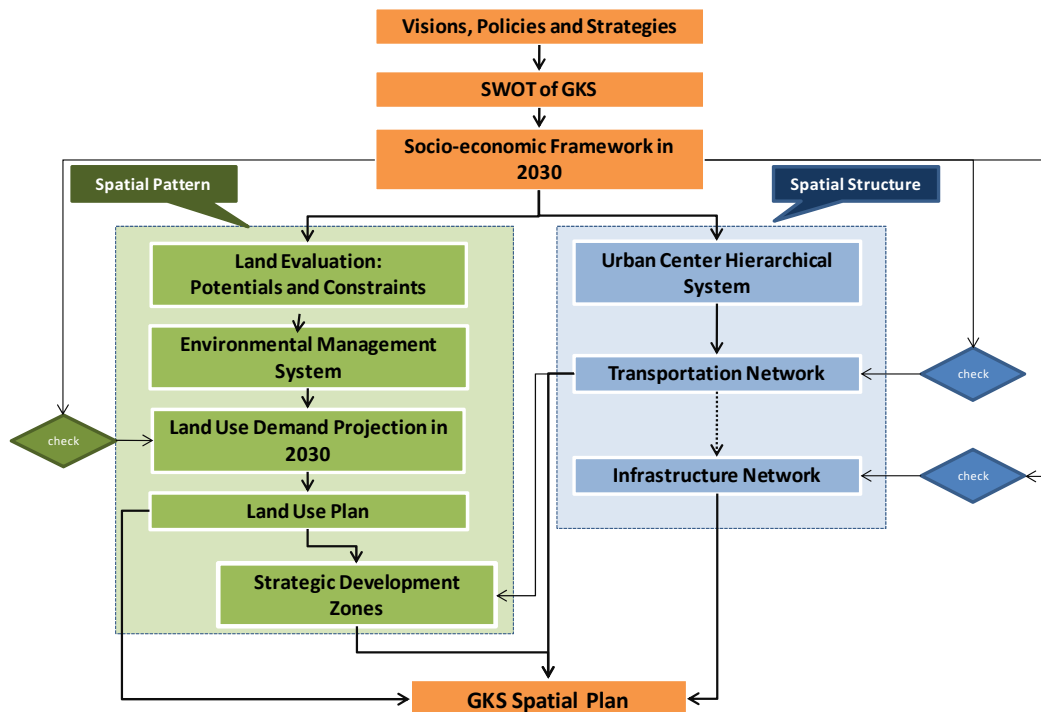 Visions, Policies and Strategies
SWOT of GKS
Socio-economic Framework in
2030
Spatial Pattern
Spatial Structure
Land Evaluation:
Potentials and Constraints
Urban Center Hierarchical
System
Environmental Management
System
Transportation Network
check
Land Use Demand Projection in
2030
check
Infrastructure Network
check
Land Use Plan
Strategic Development
Zones
GKS Spatial Plan